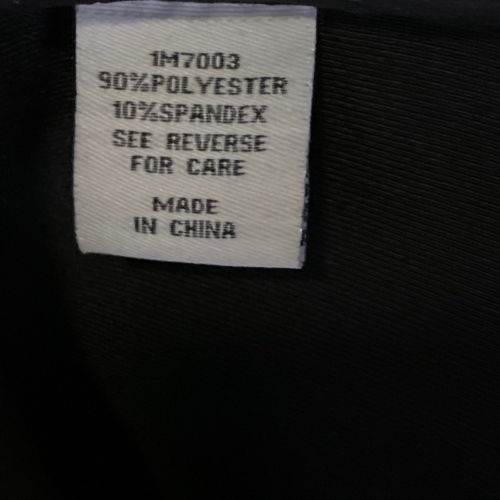 1M7003
90%POLYESTER
10%SPANDEX
SEE REVERSE
FOR CARE
MADE
IN CHINA